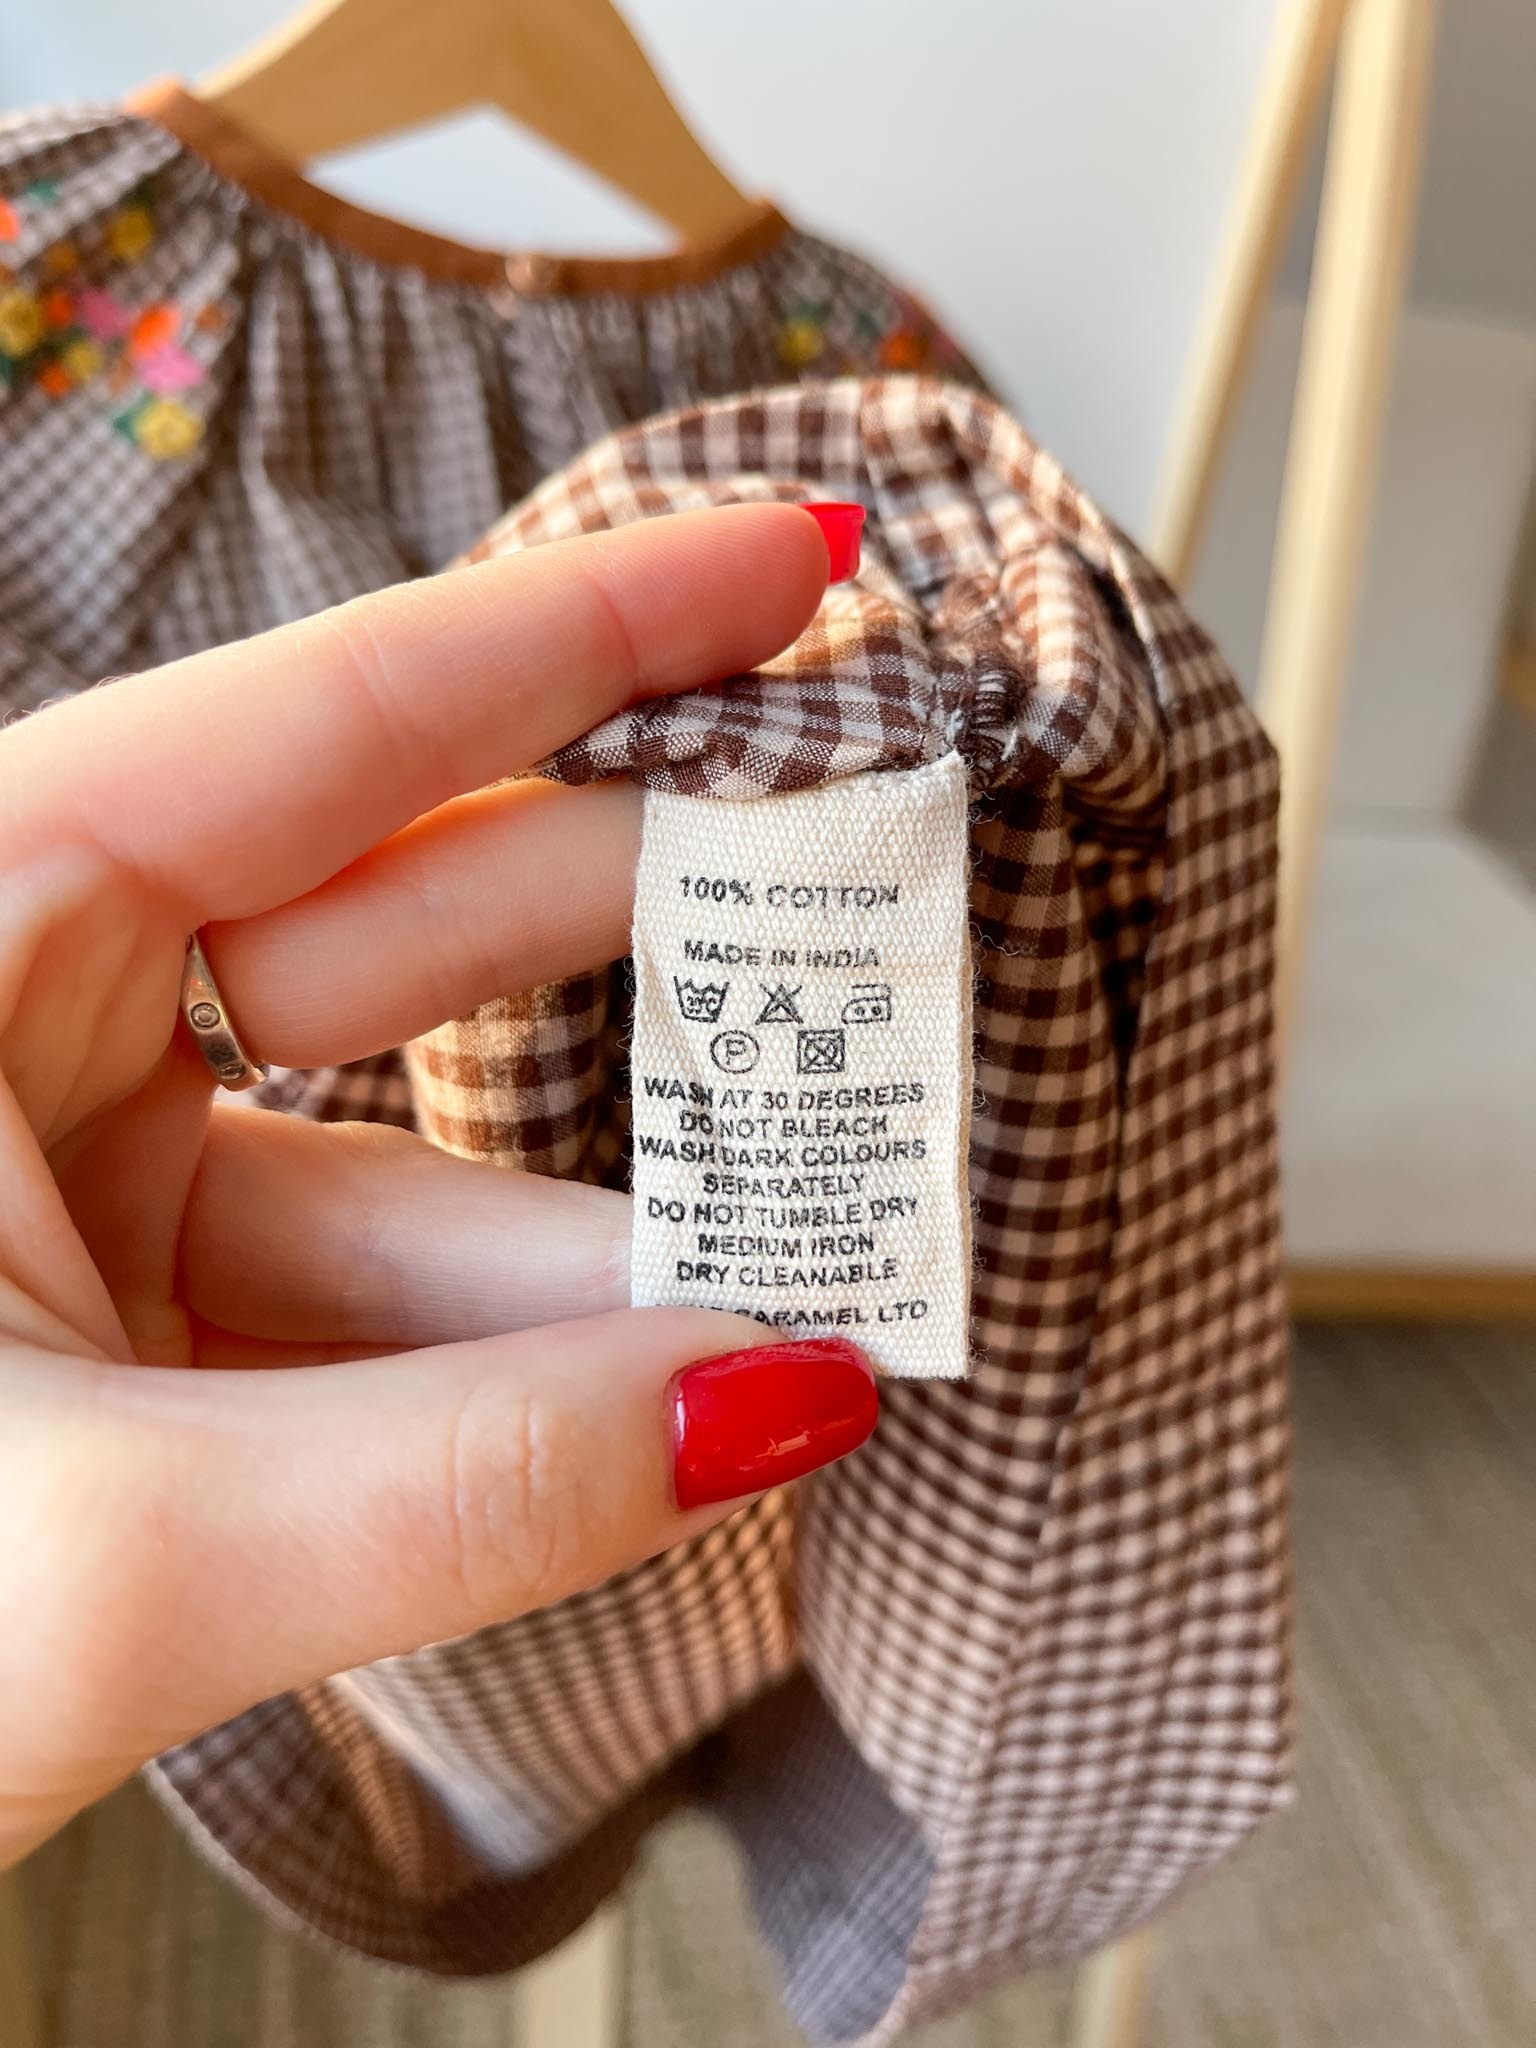 100% COTTON
MADE IN INDIA
30°C
P
WASH AT 30 DEGREES
DO NOT BLEACH
WASH DARK COLOURS
SEPARATELY
DO NOT TUMBLE DRY
MEDIUM IRON
DRY CLEANABLE
CARAMEL LTD